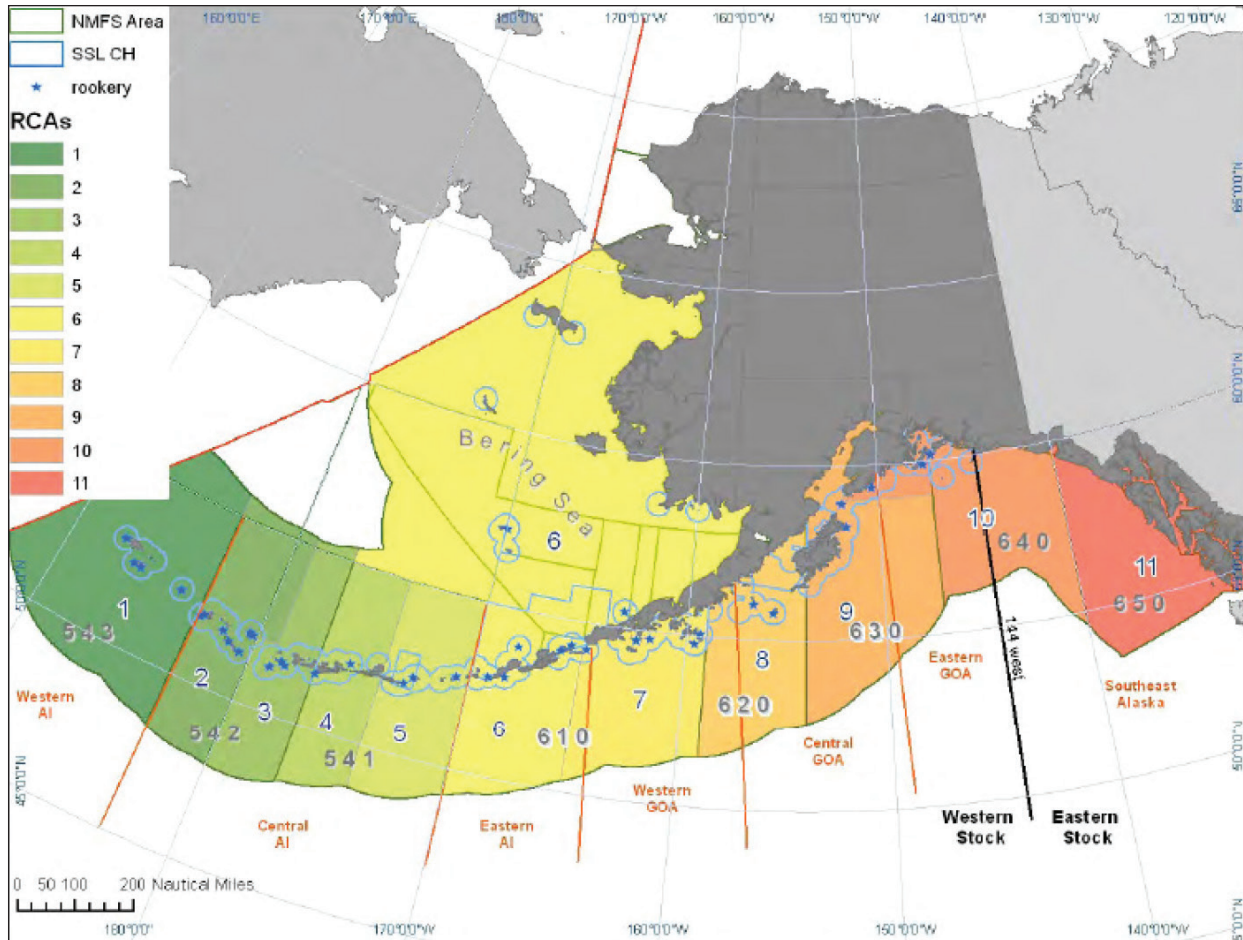 NMFS Area
SSL CH
rookery
RCAs
1
2
3
4
5
6
7
8
9
10
11
160°0'0"E
170°0'0"E
180°0'0"
170°0'0"W
160°0'0"W
150°0'0"W
140°0'0"W
130°0'0"W
120°0'0"W
65°0'0"N
60°0'0"N
50°0'0"N
45°0'0"N
50°0'0"N
Bering Sea
6
1
543
2
542
3
4
541
5
6
610
7
8
620
9
630
10
640
11
650
144 west
Western
AI
Central
AI
Eastern
AI
Western
GOA
Central
GOA
Eastern
GOA
Southeast
Alaska
Western
Stock
Eastern
Stock
0 50 100 200 Nautical Miles
180°0'0"
170°0'0"W
160°0'0"W
150°0'0"W
140°0'0"W